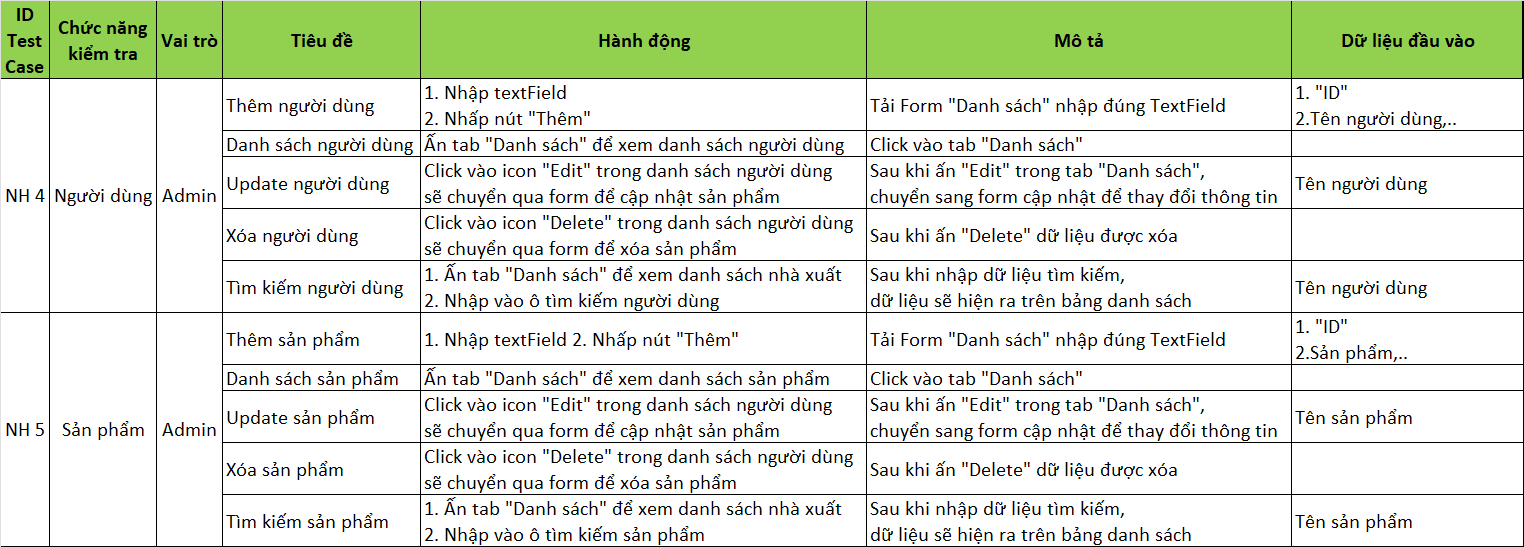 ID
Test
Case
Chức năng
kiểm tra
Vai trò
Tiêu đề
Hành động
Mô tả
Dữ liệu đầu vào
NH 4
Người dùng
Admin
Thêm người dùng
1. Nhập textField
2. Nhấp nút "Thêm"
Tải Form "Danh sách" nhập đúng TextField
1. "ID"
2.Tên người dùng,..
Danh sách người dùng
Ấn tab "Danh sách" để xem danh sách người dùng
Click vào tab "Danh sách"
Update người dùng
Click vào icon "Edit" trong danh sách người dùng
sẽ chuyển qua form để cập nhật sản phẩm
Sau khi ấn "Edit" trong tab "Danh sách",
chuyển sang form cập nhật để thay đổi thông tin
Tên người dùng
Xóa người dùng
Click vào icon "Delete" trong danh sách người dùng
sẽ chuyển qua form để xóa sản phẩm
Sau khi ấn "Delete" dữ liệu được xóa
Tìm kiếm người dùng
1. Ấn tab "Danh sách" để xem danh sách nhà xuất
2. Nhập vào ô tìm kiếm người dùng
Sau khi nhập dữ liệu tìm kiếm,
dữ liệu sẽ hiện ra trên bảng danh sách
Tên người dùng
NH 5
Sản phẩm
Admin
Thêm sản phẩm
1. Nhập textField 2. Nhấp nút "Thêm"
Tải Form "Danh sách" nhập đúng TextField
1. "ID"
2.Sản phẩm,..
Danh sách sản phẩm
Ấn tab "Danh sách" để xem danh sách sản phẩm
Click vào tab "Danh sách"
Update sản phẩm
Click vào icon "Edit" trong danh sách người dùng
sẽ chuyển qua form để cập nhật sản phẩm
Sau khi ấn "Edit" trong tab "Danh sách",
chuyển sang form cập nhật để thay đổi thông tin
Tên sản phẩm
Xóa sản phẩm
Click vào icon "Delete" trong danh sách người dùng
sẽ chuyển qua form để xóa sản phẩm
Sau khi ấn "Delete" dữ liệu được xóa
Tìm kiếm sản phẩm
1. Ấn tab "Danh sách" để xem danh sách nhà xuất
2. Nhập vào ô tìm kiếm sản phẩm
Sau khi nhập dữ liệu tìm kiếm,
dữ liệu sẽ hiện ra trên bảng danh sách
Tên sản phẩm